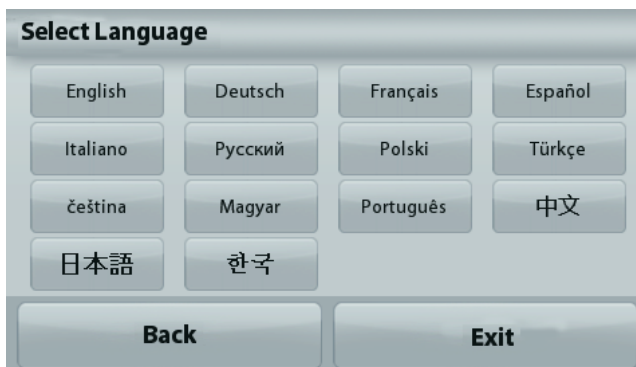 Select Language
English Deutsch Français Español
Italiano Русский Polski Türkçe
čeština Magyar Português 中文
日本語 한국
Back Exit